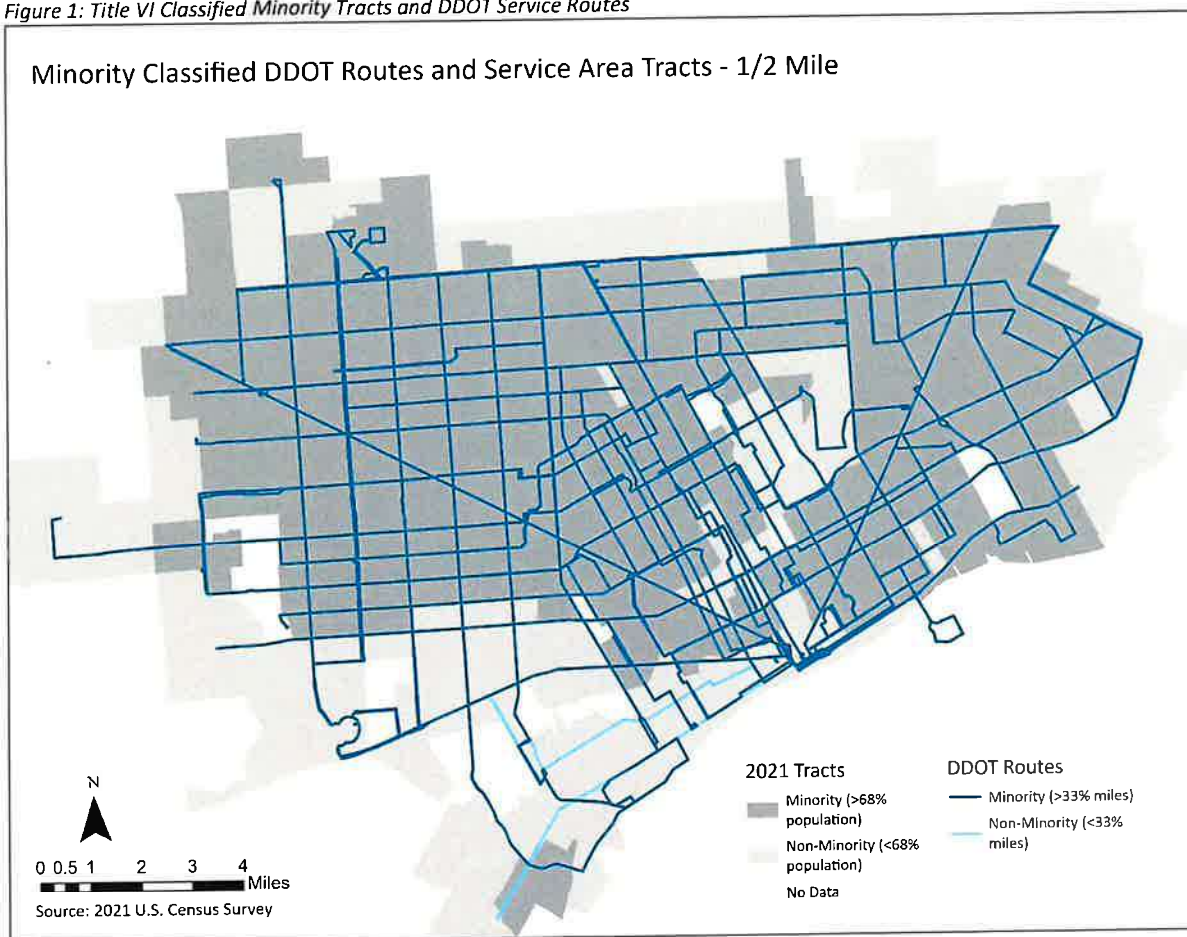 Figure 1: Title VI Classified Minority Tracts and DDOT Service Routes
Minority Classified DDOT Routes and Service Area Tracts - 1/2 Mile
N
0 0.5 1 2 3 4
Miles
Source: 2021 U.S. Census Survey
2021 Tracts
Minority (>68%
population)
Non-Minority (<68%
population)
No Data
DDOT Routes
Minority (>33% miles)
Non-Minority (<33%
miles)